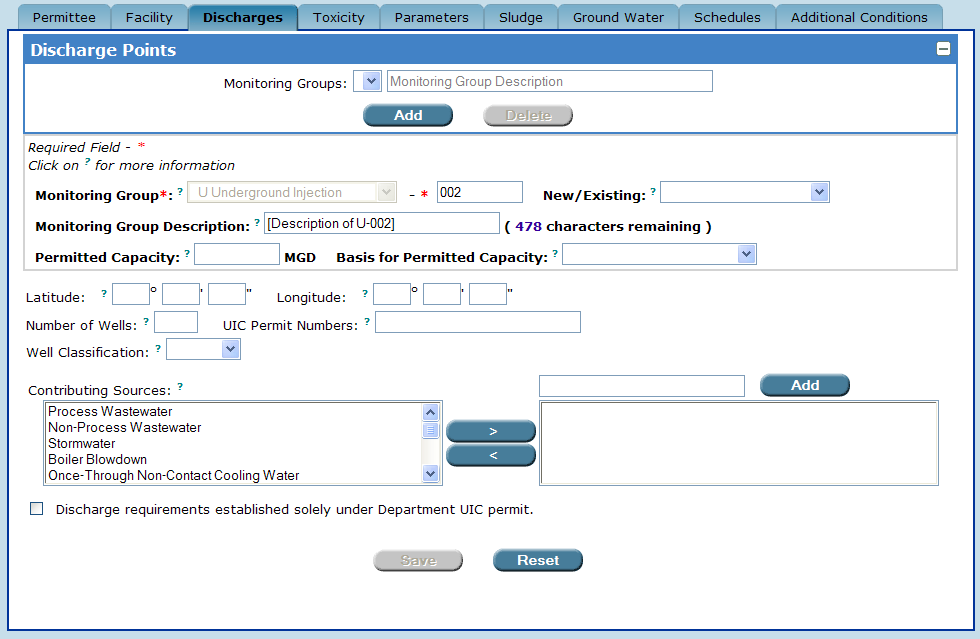 Permittee Facility Discharges Toxicity Parameters Sludge Ground Water Schedules Additional Conditions
Discharge Points
Monitoring Groups: Monitoring Group Description
Add Delete
Required Field - *
Click on ? for more information
Monitoring Group*: ? U Underground Injection - * 002 New/Existing: ?
Monitoring Group Description: ? [Description of U-002] ( 478 characters remaining )
Permitted Capacity: ? MGD Basis for Permitted Capacity: ?
Latitude: ? ° ' " Longitude: ? ° ' "
Number of Wells: ? UIC Permit Numbers: ?
Well Classification: ?
Contributing Sources: ? Add
Process Wastewater
Non-Process Wastewater
Stormwater
Boiler Blowdown
Once-Through Non-Contact Cooling Water
>
<
Discharge requirements established solely under Department UIC permit.
Save Reset